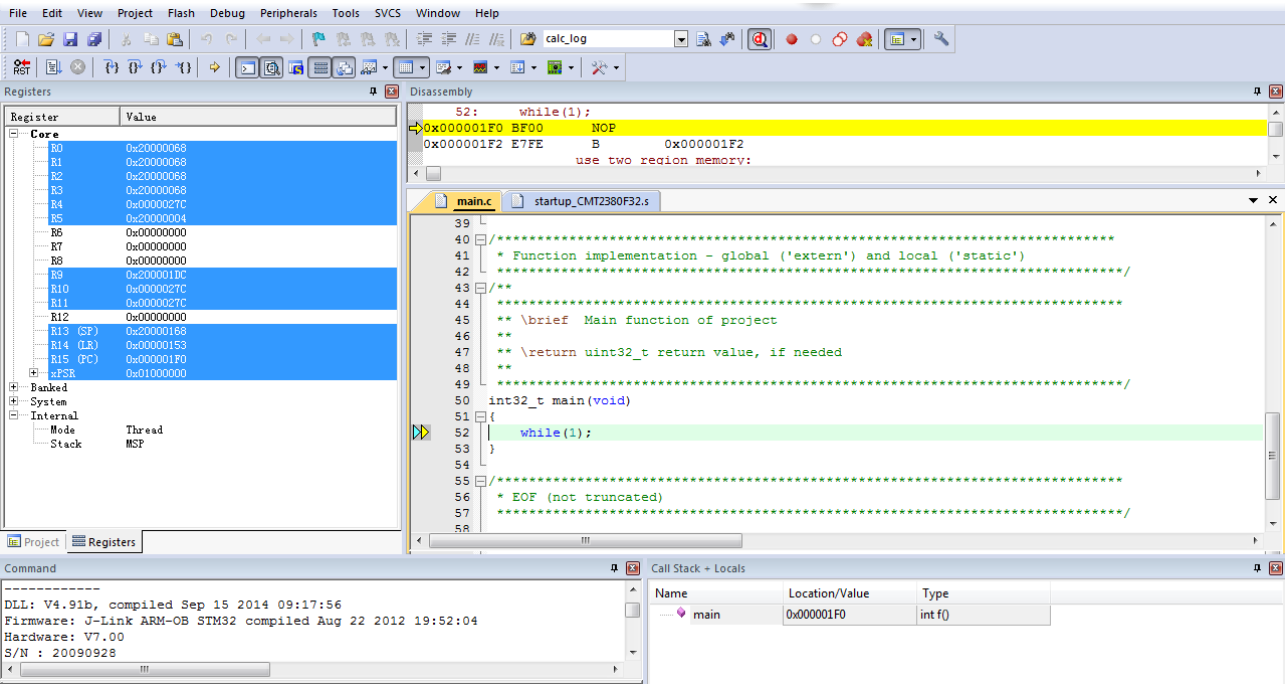 File Edit View Project Flash Debug Peripherals Tools SVCS Window Help
calc_log
RST
Registers
Register Value
Core
R0 0x20000068
R1 0x20000068
R2 0x20000068
R3 0x20000068
R4 0x0000027C
R5 0x20000004
R6 0x00000000
R7 0x00000000
R8 0x00000000
R9 0x200001DC
R10 0x0000027C
R11 0x0000027C
R12 0x00000000
R13 (SP) 0x20000168
R14 (LR) 0x00000153
R15 (PC) 0x000001F0
xPSR 0x01000000
Banked
System
Internal
Mode Thread
Stack MSP
Project Registers
Disassembly
52: while(1);
0x000001F0 BF00 NOP
0x000001F2 E7FE B 0x000001F2
use two region memory:
main.c startup_CMT2380F32.s
39
40 /******************************************************************************
41 * Function implementation - global ('extern') and local ('static')
42 ******************************************************************************/
43 /**
44 ******************************************************************************
45 ** \brief Main function of project
46 **
47 ** \return uint32_t return value, if needed
48 **
49 ******************************************************************************/
50 int32_t main(void)
51 {
52 while(1);
53 }
54
55 /******************************************************************************
56 * EOF (not truncated)
57 ******************************************************************************/
58
Command
------------
DLL: V4.91b, compiled Sep 15 2014 09:17:56
Firmware: J-Link ARM-OB STM32 compiled Aug 22 2012 19:52:04
Hardware: V7.00
S/N : 20090928
Call Stack + Locals
Name Location/Value Type
main 0x000001F0 int f()